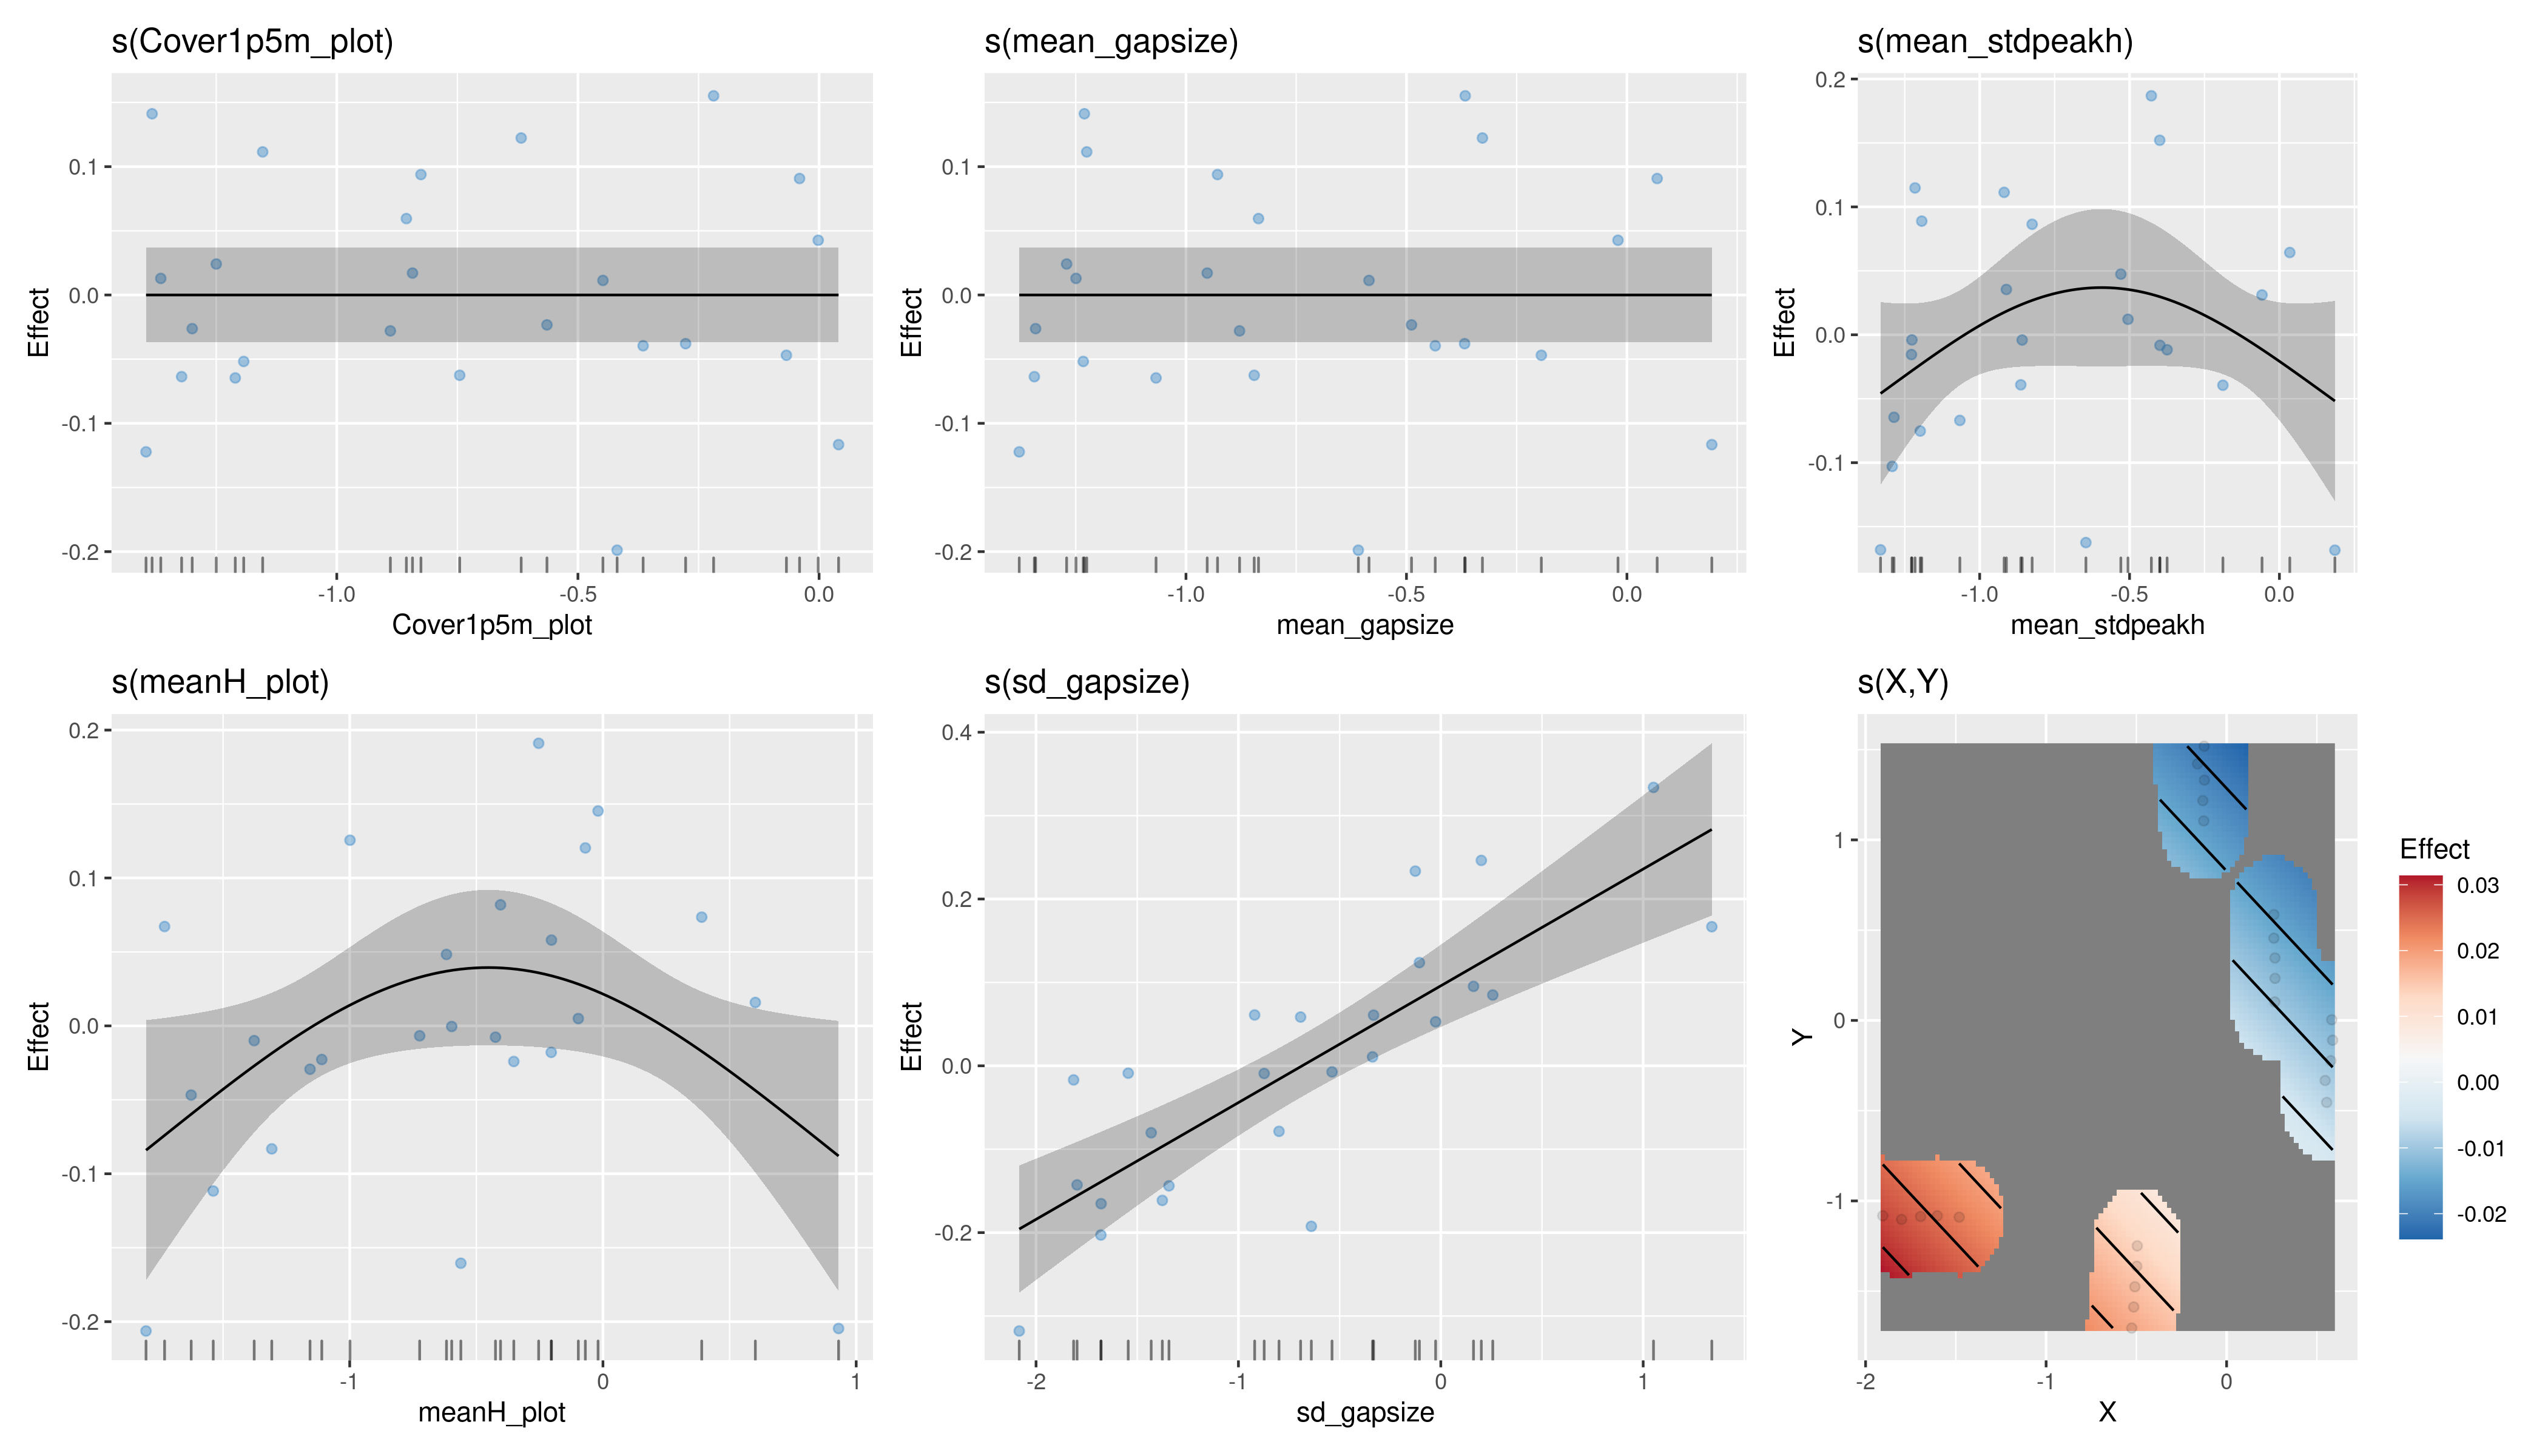 s(Cover1p5m_plot)
Effect
0.1
0.0
-0.1
-0.2
-1.0 -0.5 0.0
Cover1p5m_plot
s(mean_gapsize)
Effect
0.1
0.0
-0.1
-0.2
-1.0 -0.5 0.0
mean_gapsize
s(mean_stdpeakh)
Effect
0.2
0.1
0.0
-0.1
-1.0 -0.5 0.0
mean_stdpeakh
s(meanH_plot)
Effect
0.2
0.1
0.0
-0.1
-0.2
-1 0 1
meanH_plot
s(sd_gapsize)
Effect
0.4
0.2
0.0
-0.2
-2 -1 0 1
sd_gapsize
s(X,Y)
Y
1
0
-1
-2 -1 0
X
Effect
0.03
0.02
0.01
0.00
-0.01
-0.02